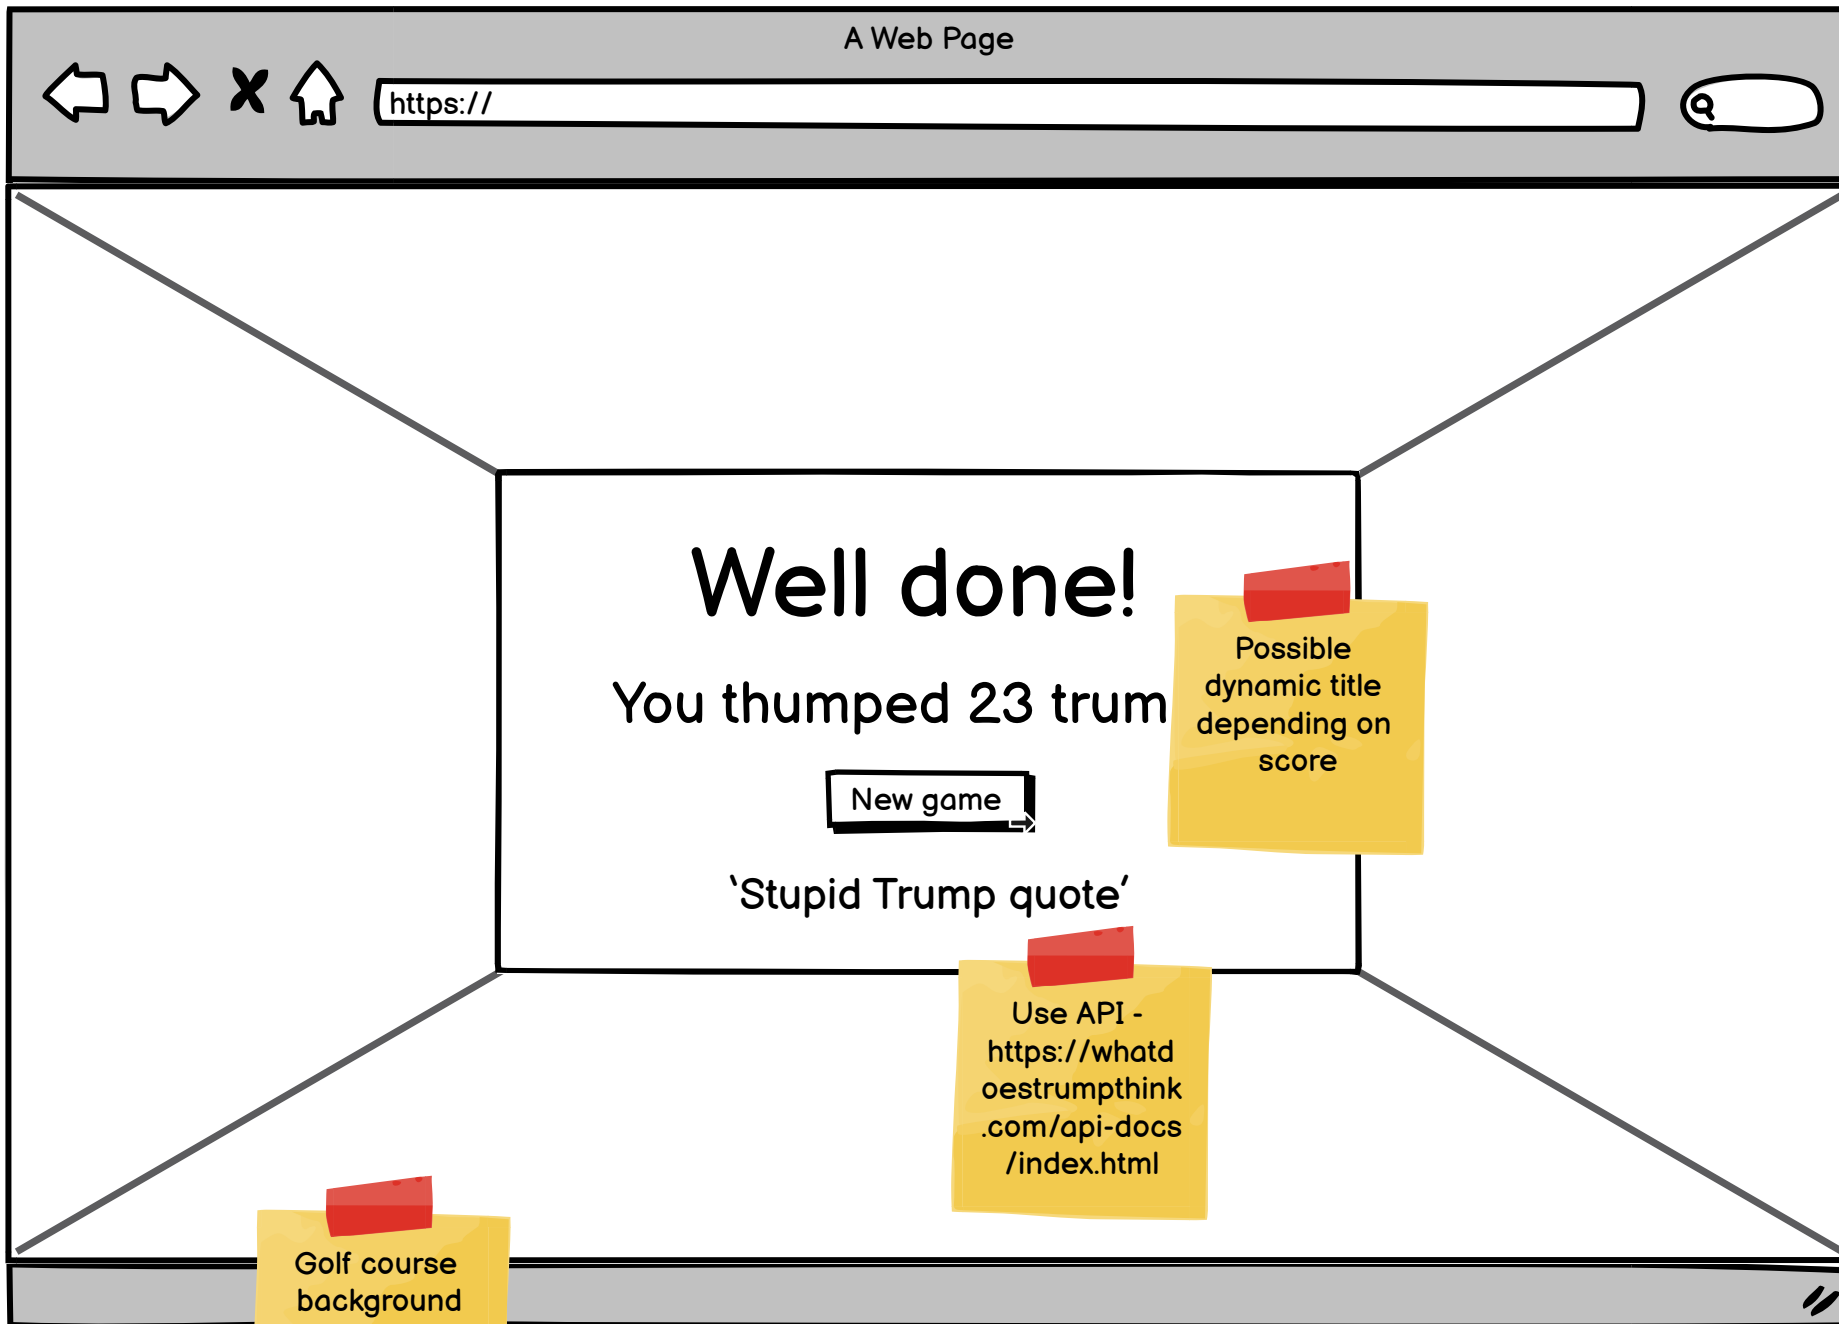 A Web Page
https://
Well done!
You thumped 23 trum
New game
'Stupid Trump quote'
Possible
dynamic title
depending on
score
Use API -
https://whatd
oestrumpthink
.com/api-docs
/index.html
Golf course
background